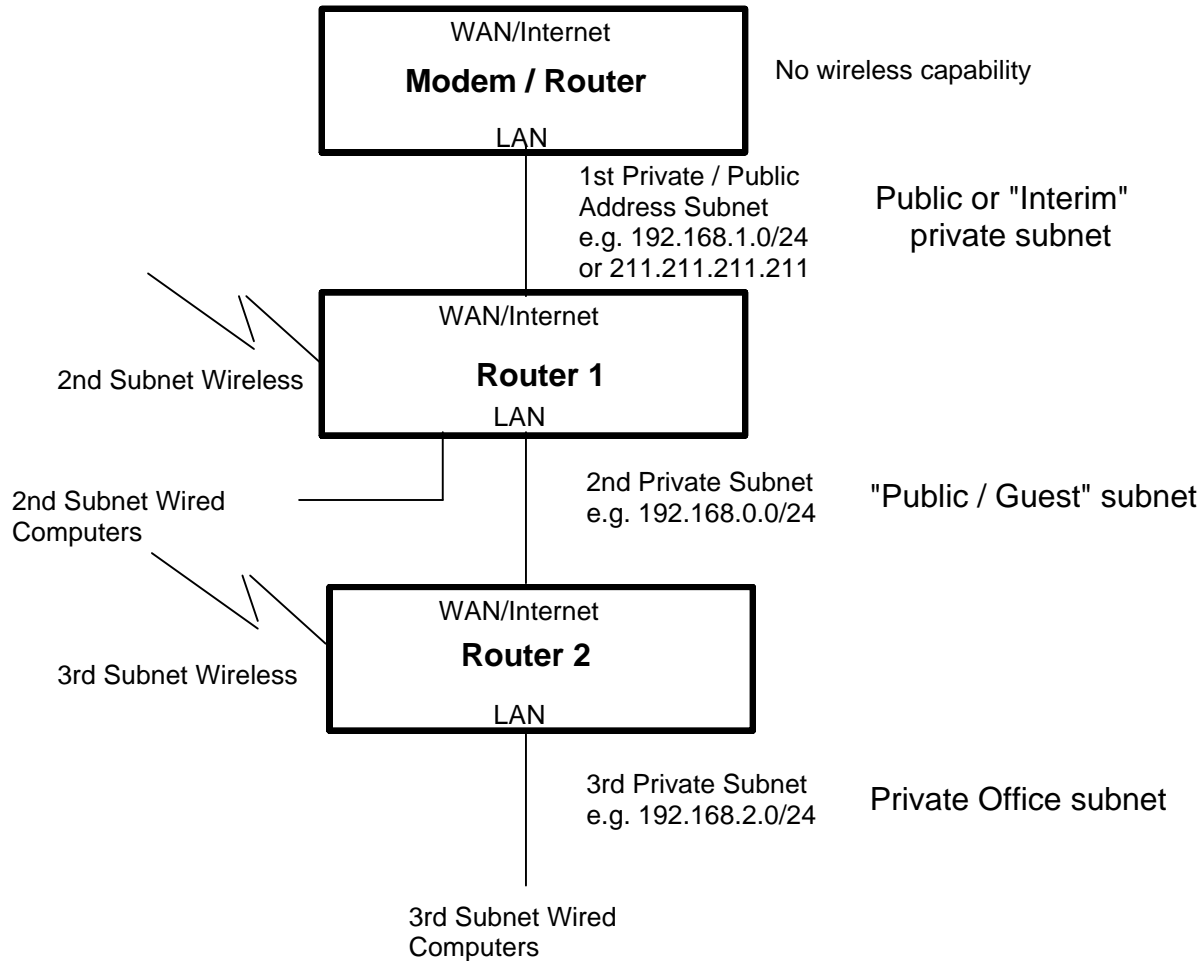 WAN/Internet
Modem / Router
LAN
No wireless capability
1st Private / Public
Address Subnet
e.g. 192.168.1.0/24
or 211.211.211.211
Public or "Interim"
private subnet
WAN/Internet
Router 1
LAN
2nd Subnet Wireless
2nd Subnet Wired
Computers
2nd Private Subnet
e.g. 192.168.0.0/24
"Public / Guest" subnet
WAN/Internet
Router 2
LAN
3rd Subnet Wireless
3rd Private Subnet
e.g. 192.168.2.0/24
Private Office subnet
3rd Subnet Wired
Computers